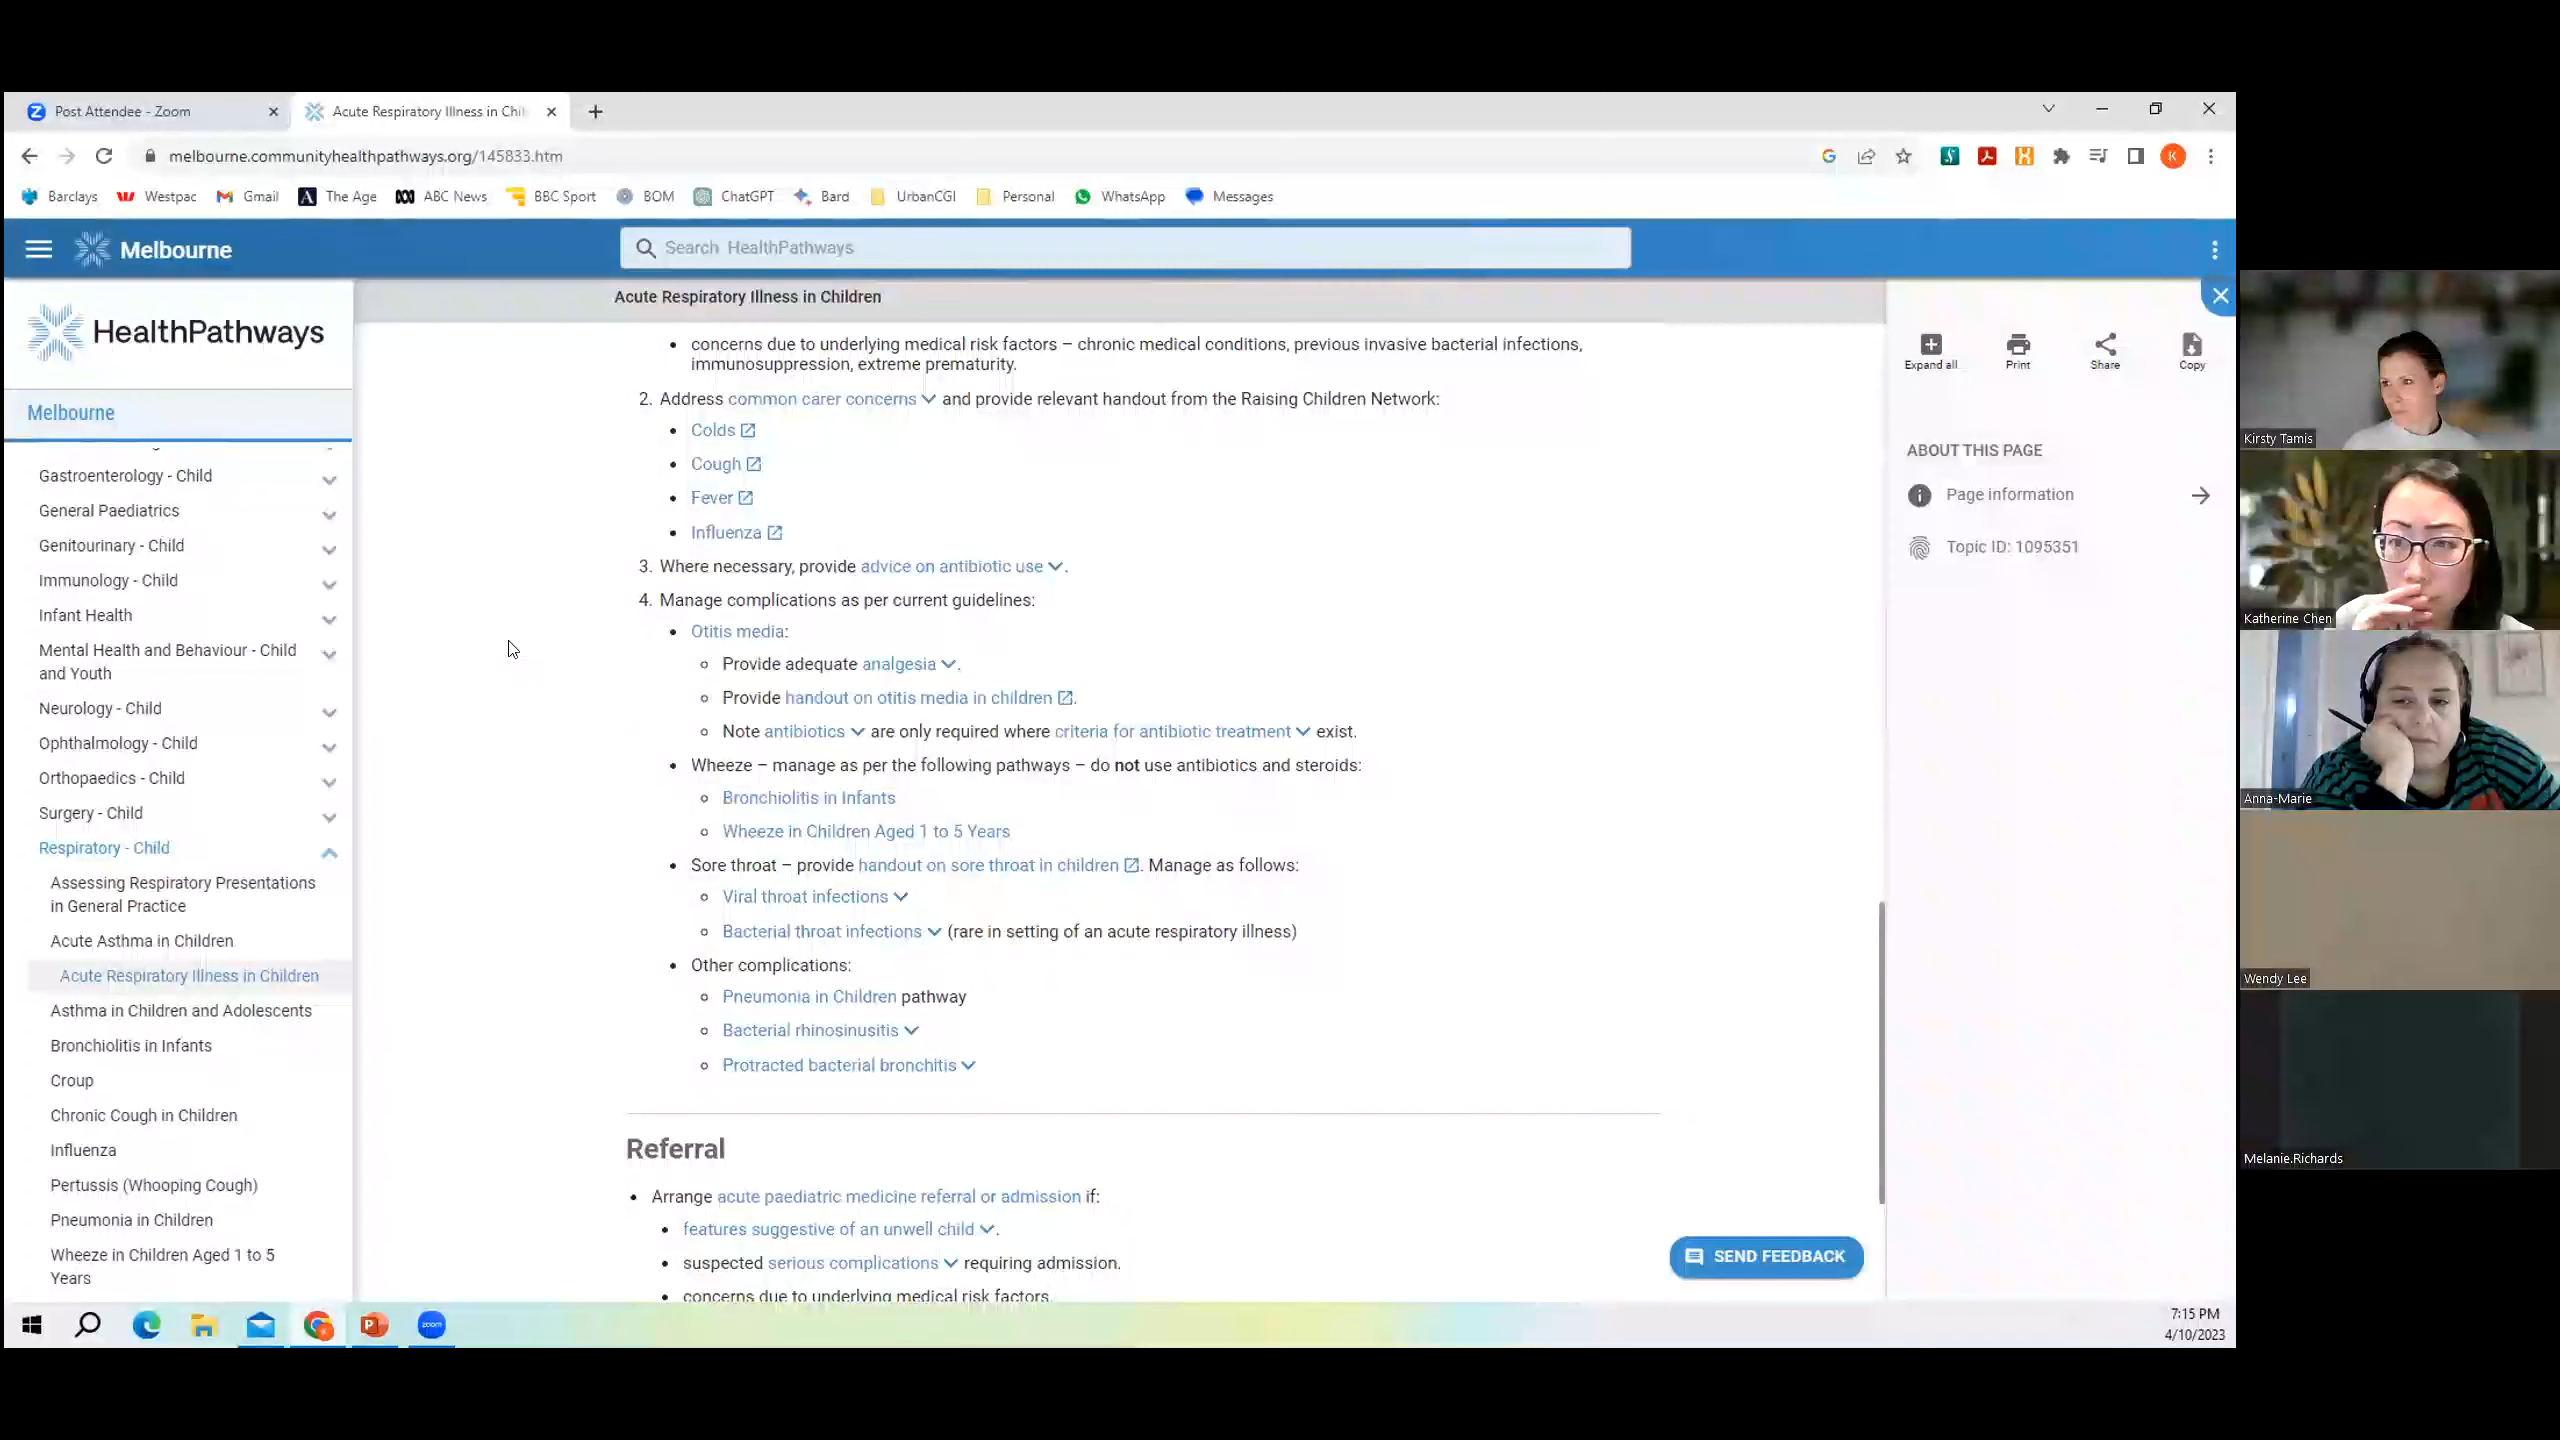 Post Attendee - Zoom
Acute Respiratory Illness in Chil
melbourne.communityhealthpathways.org/145833.htm
K
Barclays Westpac Gmail The Age ABC News BBC Sport BOM ChatGPT Bard UrbanCGI Personal WhatsApp Messages
Melbourne
Search HealthPathways
HealthPathways
Melbourne
Gastroenterology - Child
General Paediatrics
Genitourinary - Child
Immunology - Child
Infant Health
Mental Health and Behaviour - Child
and Youth
Neurology - Child
Ophthalmology - Child
Orthopaedics - Child
Surgery - Child
Respiratory - Child
Assessing Respiratory Presentations
in General Practice
Acute Asthma in Children
Acute Respiratory Illness in Children
Asthma in Children and Adolescents
Bronchiolitis in Infants
Croup
Chronic Cough in Children
Influenza
Pertussis (Whooping Cough)
Pneumonia in Children
Wheeze in Children Aged 1 to 5
Years
Acute Respiratory Illness in Children
• concerns due to underlying medical risk factors – chronic medical conditions, previous invasive bacterial infections,
immunosuppression, extreme prematurity.
2. Address common carer concerns and provide relevant handout from the Raising Children Network:
• Colds
• Cough
• Fever
• Influenza
3. Where necessary, provide advice on antibiotic use.
4. Manage complications as per current guidelines:
• Otitis media:
Provide adequate analgesia.
Provide handout on otitis media in children.
Note antibiotics are only required where criteria for antibiotic treatment exist.
• Wheeze – manage as per the following pathways – do not use antibiotics and steroids:
Bronchiolitis in Infants
Wheeze in Children Aged 1 to 5 Years
• Sore throat – provide handout on sore throat in children. Manage as follows:
Viral throat infections
Bacterial throat infections (rare in setting of an acute respiratory illness)
• Other complications:
Pneumonia in Children pathway
Bacterial rhinosinusitis
Protracted bacterial bronchitis
Referral
• Arrange acute paediatric medicine referral or admission if:
• features suggestive of an unwell child.
• suspected serious complications requiring admission.
• concerns due to underlying medical risk factors.
Expand all Print Share Copy
ABOUT THIS PAGE
Page information
Topic ID: 1095351
SEND FEEDBACK
zoom
7:15 PM
4/10/2023
Kirsty Tamis
Katherine Chen
Anna-Marie
Wendy Lee
Melanie.Richards